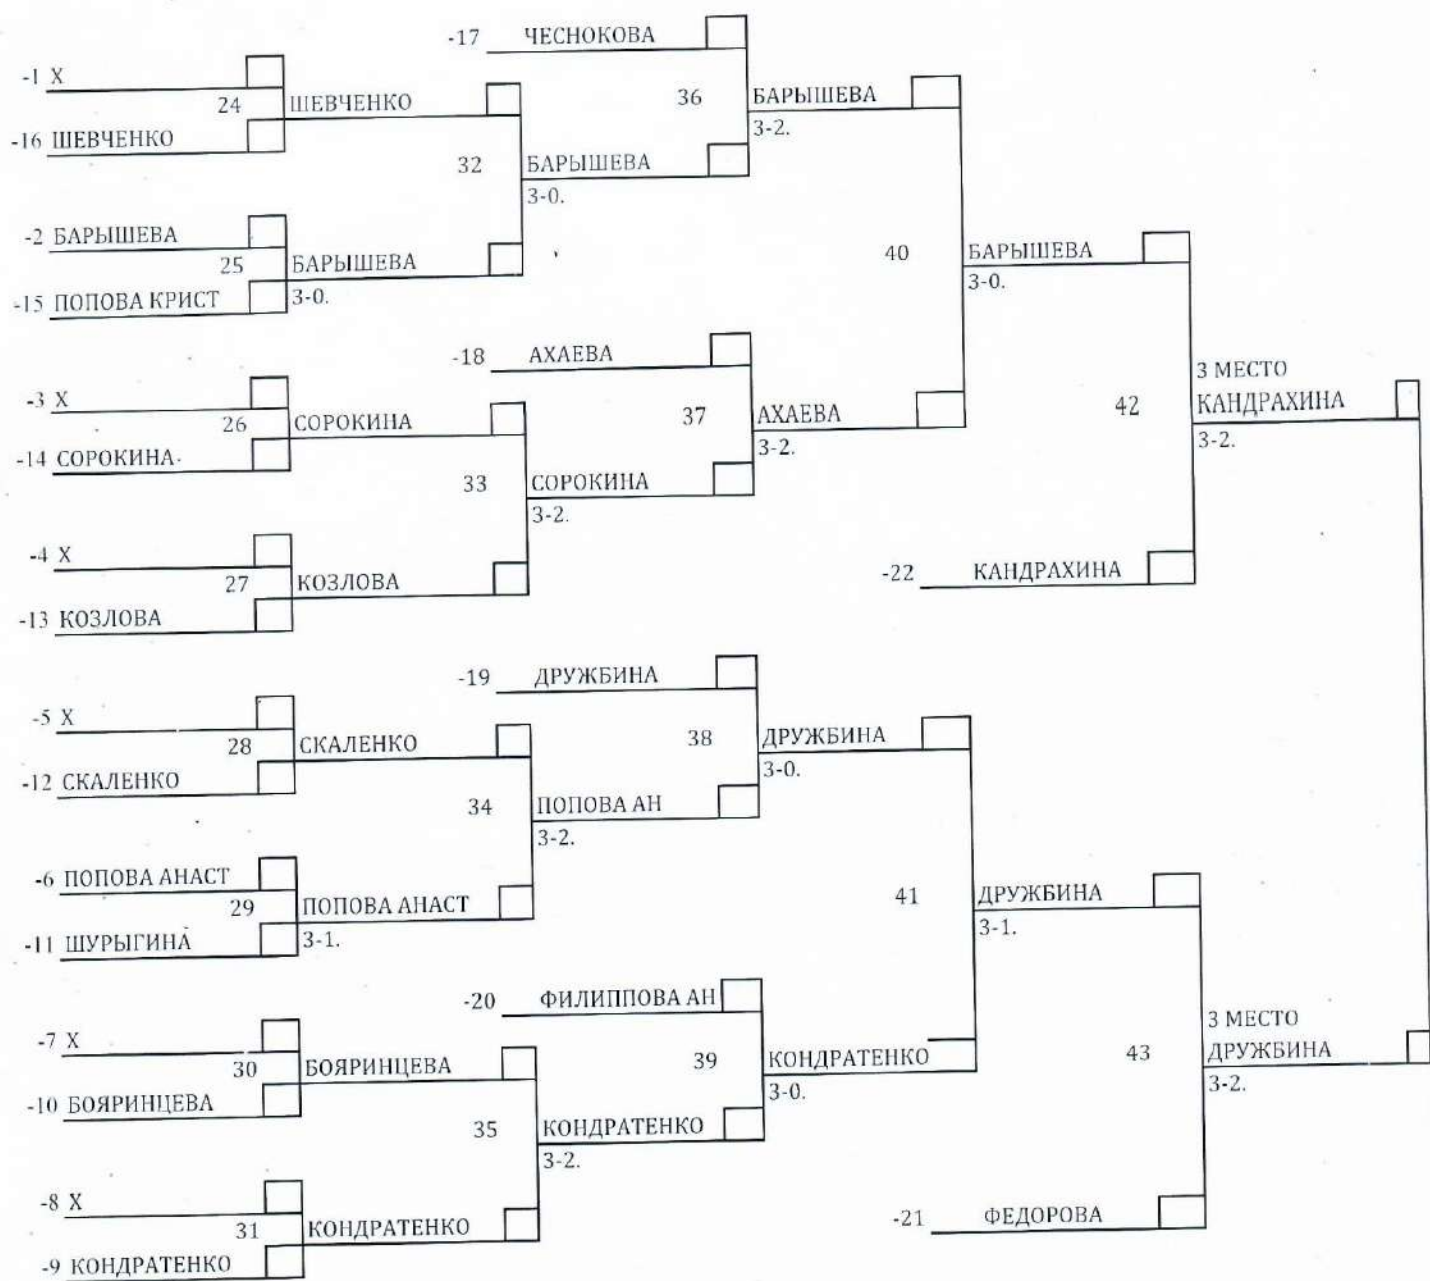 -17 ЧЕСНОКОВА
-1 X
24 ШЕВЧЕНКО
36 БАРЫШЕВА
3-2.
-16 ШЕВЧЕНКО
32 БАРЫШЕВА
3-0.
-2 БАРЫШЕВА
25 БАРЫШЕВА
3-0.
40 БАРЫШЕВА
3-0.
-15 ПОПОВА КРИСТ
-18 АХАЕВА
3 МЕСТО
-3 X
26 СОРОКИНА
37 АХАЕВА
3-2.
42 КАНДРАХИНА
3-2.
-14 СОРОКИНА
33 СОРОКИНА
3-2.
-4 X
27 КОЗЛОВА
-22 КАНДРАХИНА
-13 КОЗЛОВА
-19 ДРУЖБИНА
-5 X
28 СКАЛЕНКО
38 ДРУЖБИНА
3-0.
-12 СКАЛЕНКО
34 ПОПОВА АН
3-2.
-6 ПОПОВА АНАСТ
29 ПОПОВА АНАСТ
3-1.
41 ДРУЖБИНА
3-1.
-11 ШУРЫГИНА
-20 ФИЛИППОВА АН
3 МЕСТО
-7 X
30 БОЯРИНЦЕВА
39 КОНДРАТЕНКО
3-0.
43 ДРУЖБИНА
3-2.
-10 БОЯРИНЦЕВА
35 КОНДРАТЕНКО
3-2.
-8 X
31 КОНДРАТЕНКО
-21 ФЕДОРОВА
-9 КОНДРАТЕНКО